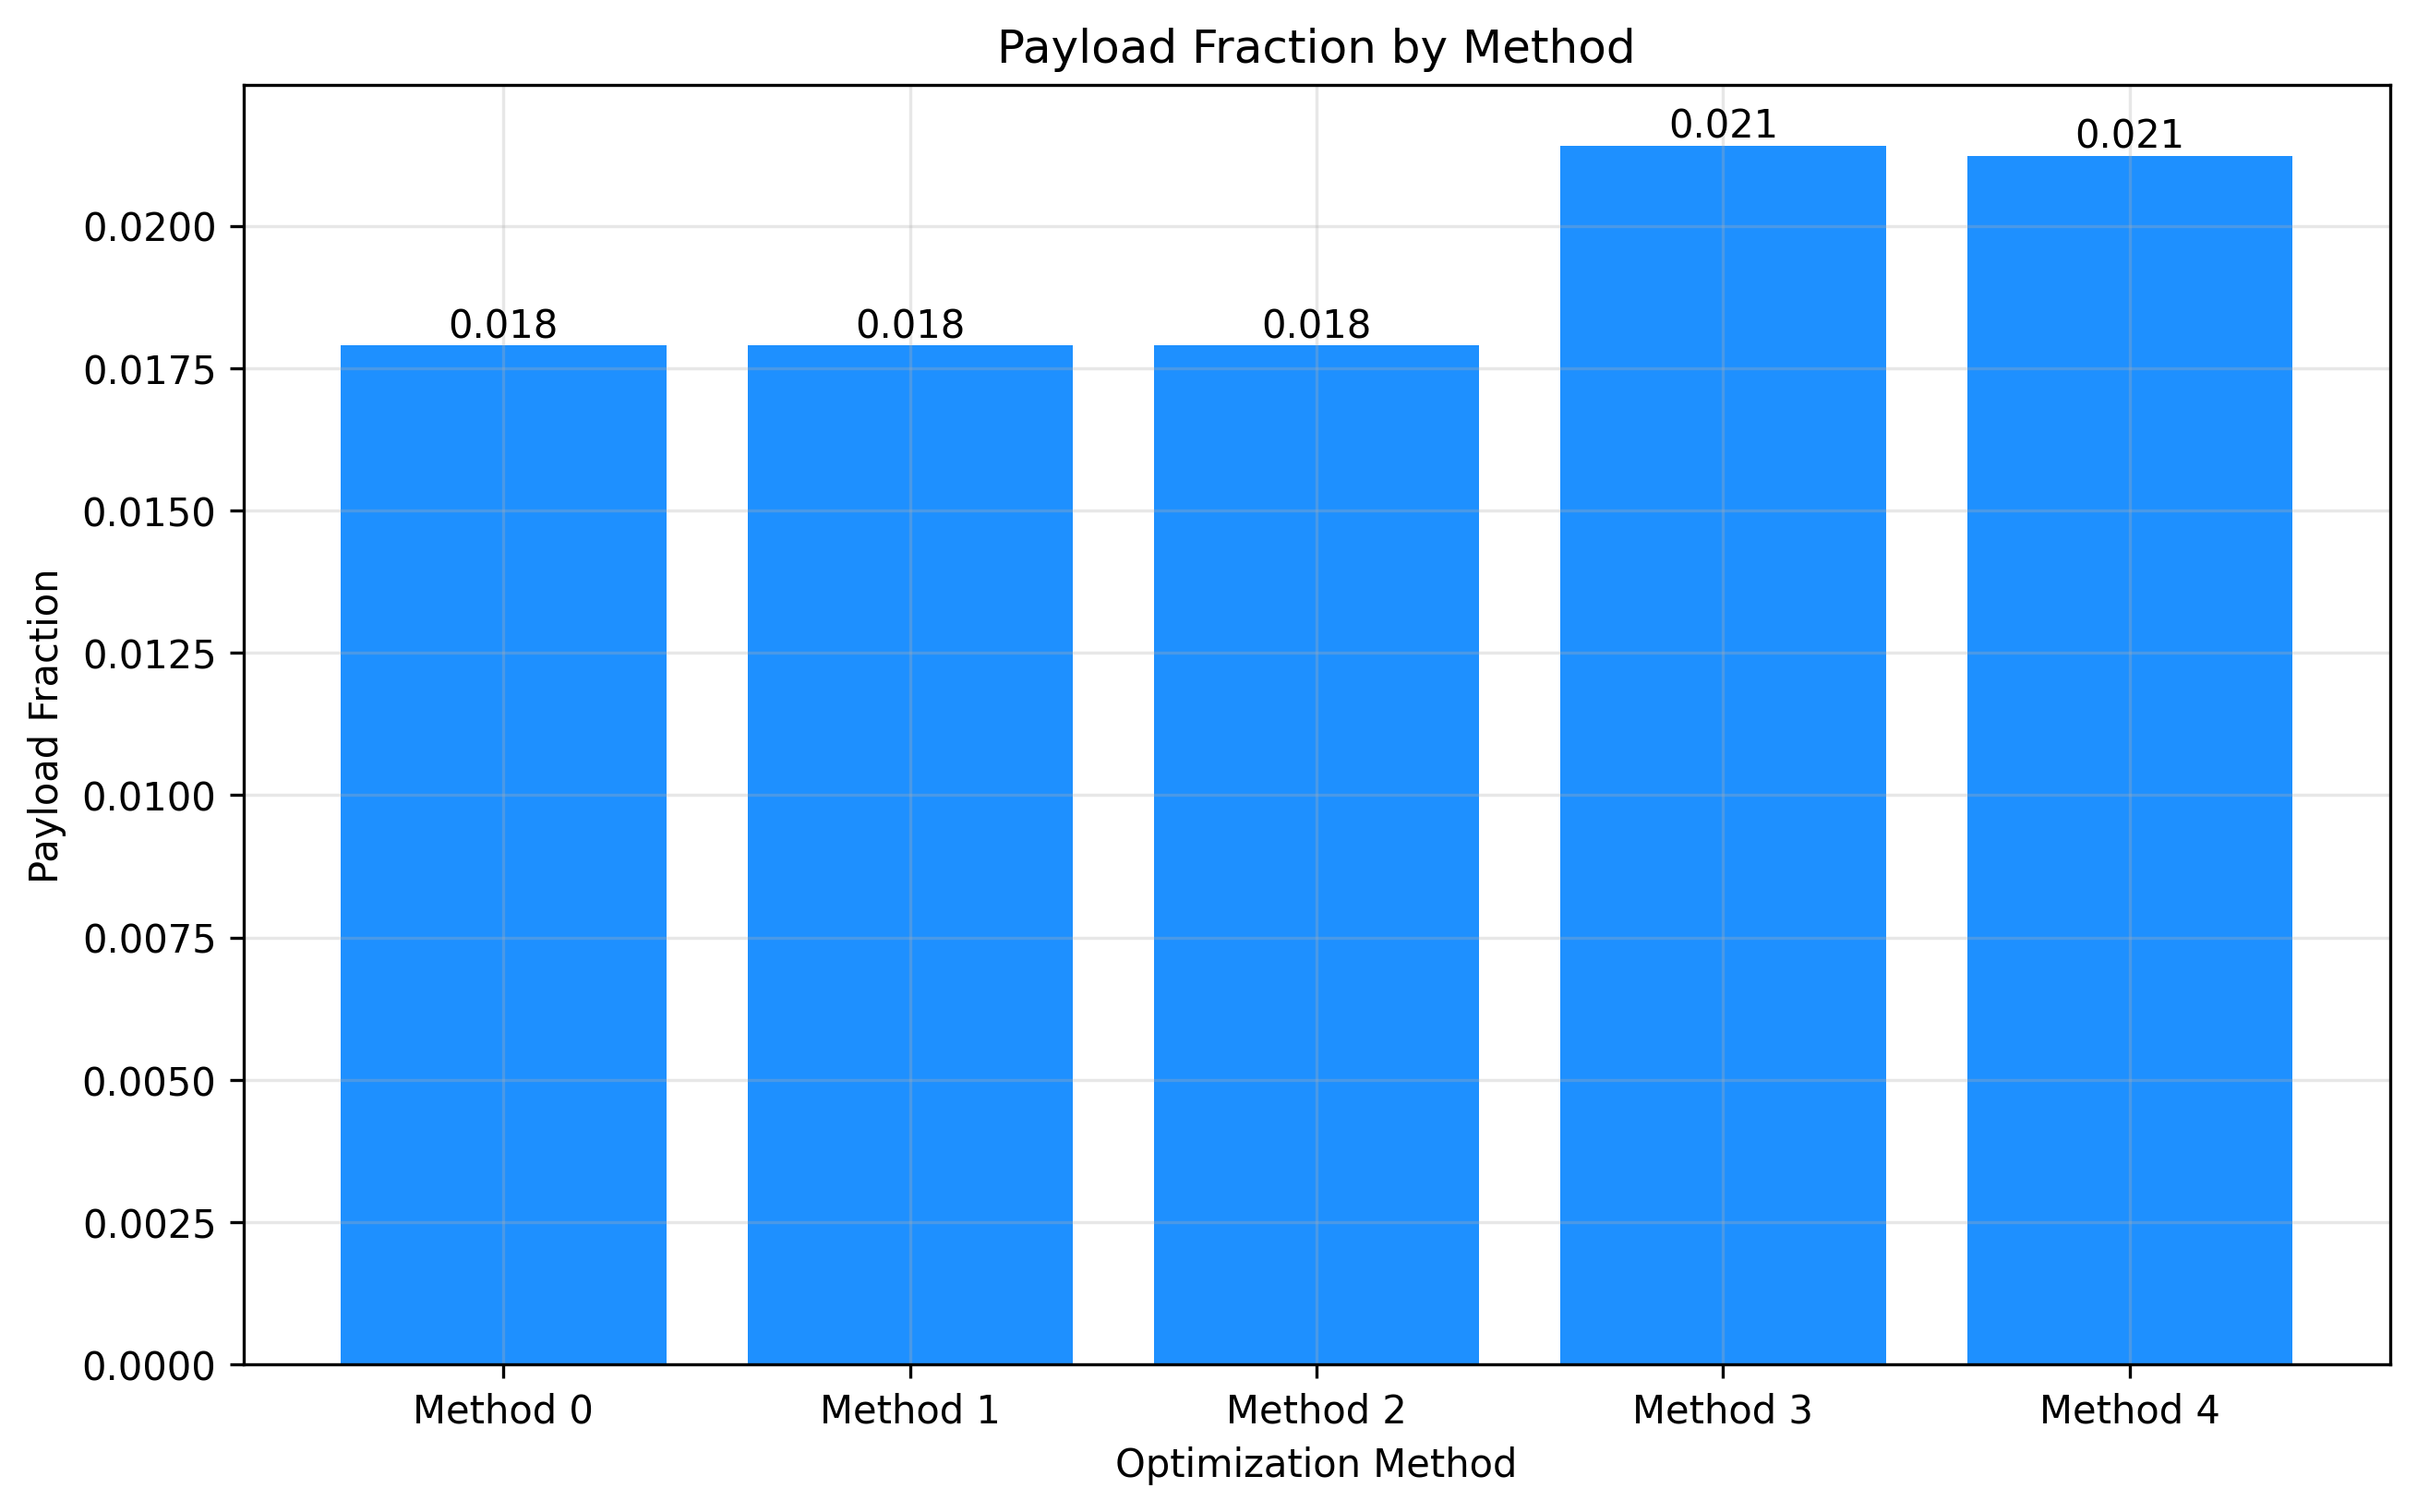 Payload Fraction by Method
0.021
0.021
0.018
0.018
0.018
0.0200
0.0175
0.0150
0.0125
0.0100
0.0075
0.0050
0.0025
0.0000
Payload Fraction
Method 0
Method 1
Method 2
Method 3
Method 4
Optimization Method